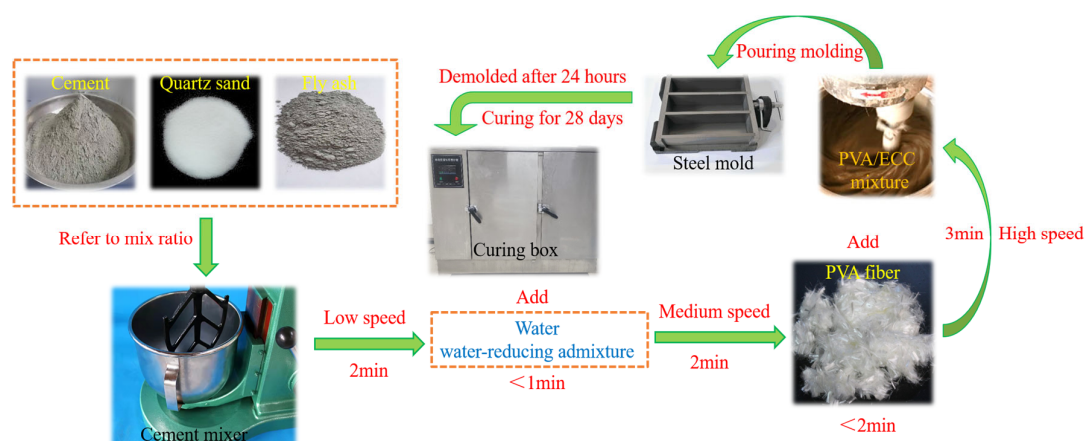 Cement
Quartz sand
Fly ash
Refer to mix ratio
Cement mixer
Low speed
2min
Add
Water
water-reducing admixture
<1min
Medium speed
2min
Add
PVA fiber
<2min
3min
High speed
PVA/ECC
mixture
Pouring molding
Steel mold
Demolded after 24 hours
Curing for 28 days
Curing box